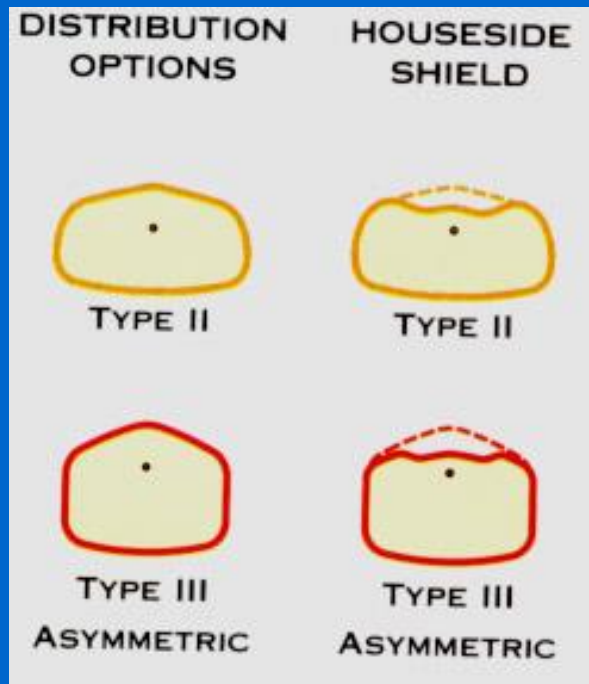 DISTRIBUTION
OPTIONS
HOUSESIDE
SHIELD
TYPE II
TYPE II
TYPE III
ASYMMETRIC
TYPE III
ASYMMETRIC